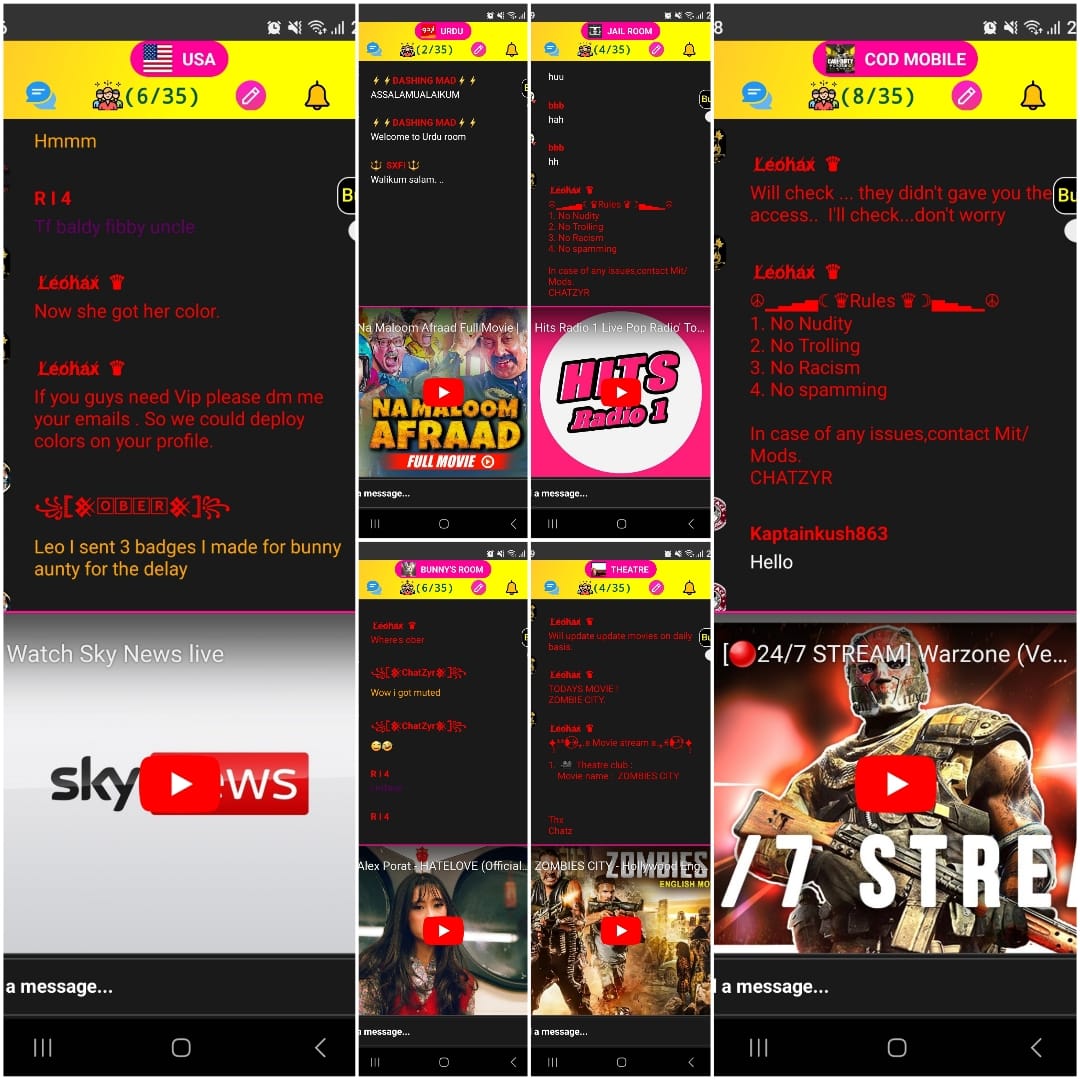 USA
(6/35)
Hmmm
R I 4
Tf baldy fibby uncle
Leohax ♛
Now she got her color.
Leohax ♛
If you guys need Vip please dm me
your emails . So we could deploy
colors on your profile.
꧁[OBER]꧂
Leo I sent 3 badges I made for bunny
aunty for the delay
Watch Sky News live
sky news
a message...
URDU
(2/35)
⚡⚡DASHING MAD⚡⚡
ASSALAMUALAIKUM
⚡⚡DASHING MAD⚡⚡
Welcome to Urdu room
🔱 SXFI 🔱
Walikum salam. ..
Na Maloom Afraad Full Movie |
NA MALOOM
AFRAAD
FULL MOVIE
a message...
JAIL ROOM
(4/35)
huu
bbb
hah
bbb
hh
Leohax ♛
☮▁▂▃▄☾ ♛Rules ♛ ☽▄▃▂▁☮
1. No Nudity
2. No Trolling
3. No Racism
4. No spamming
In case of any issues,contact Mit/
Mods.
CHATZYR
Hits Radio 1 Live Pop Radio' To...
HITS
Radio 1
a message...
BUNNY'S ROOM
(6/35)
Leohax ♛
Where's ober
꧁[ChatZyr]꧂
Wow i got muted
꧁[ChatZyr]꧂
😅🤣
R I 4
R I 4
Alex Porat - HATELOVE (Official...
a message...
THEATRE
(4/35)
Leohax ♛
Will update update movies on daily
basis.
Leohax ♛
TODAYS MOVIE !
ZOMBIE CITY.
Leohax ♛
Movie stream
1. 🎥 Theatre club :
Movie name : ZOMBIES CITY
Thx
Chatz
ZOMBIES CITY - Hollywood Eng...
ZOMBIES
ENGLISH MO
a message...
COD MOBILE
(8/35)
Leohax ♛
Will check ... they didn't gave you the
access.. I'll check...don't worry
Leohax ♛
☮▁▂▃▄☾ ♛Rules ♛ ☽▄▃▂▁☮
1. No Nudity
2. No Trolling
3. No Racism
4. No spamming
In case of any issues,contact Mit/
Mods.
CHATZYR
Kaptainkush863
Hello
[🔴24/7 STREAM] Warzone (Ve...
/7 STREA
a message...